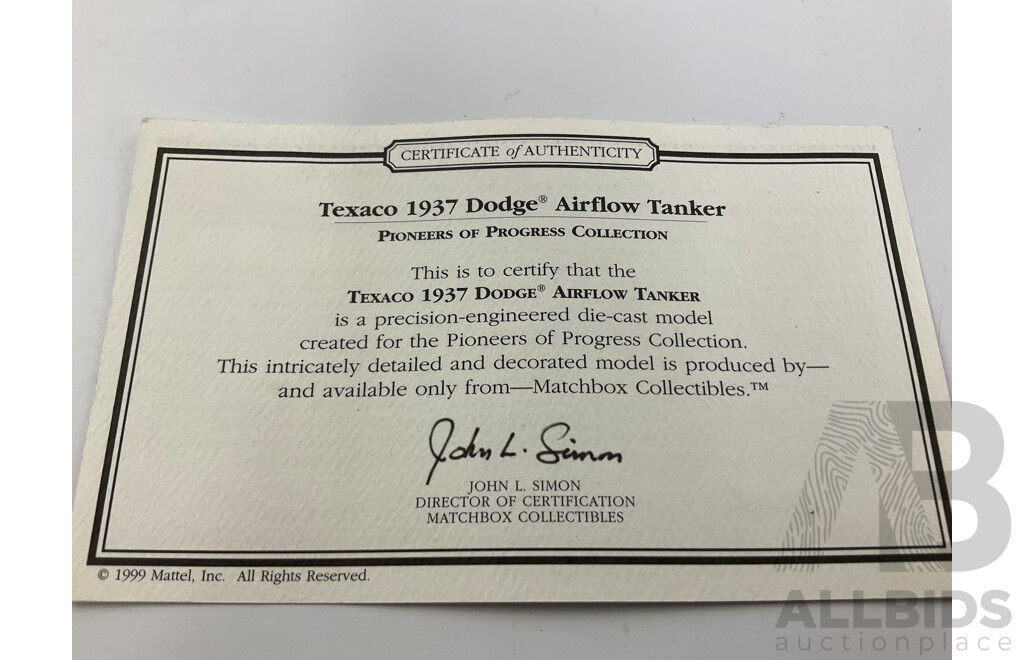 CERTIFICATE of AUTHENTICITY
Texaco 1937 Dodge® Airflow Tanker
PIONEERS OF PROGRESS COLLECTION
This is to certify that the
TEXACO 1937 DODGE® AIRFLOW TANKER
is a precision-engineered die-cast model
created for the Pioneers of Progress Collection.
This intricately detailed and decorated model is produced by—
and available only from—Matchbox Collectibles.™
John L. Simon
JOHN L. SIMON
DIRECTOR OF CERTIFICATION
MATCHBOX COLLECTIBLES
© 1999 Mattel, Inc. All Rights Reserved.
AB
ALLBIDS
auctionplace